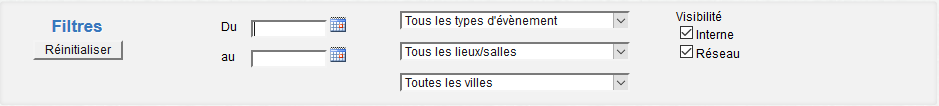 Filtres
Réinitialiser
Du
au
Tous les types d'évènement
Tous les lieux/salles
Toutes les villes
Visibilité
Interne
Réseau